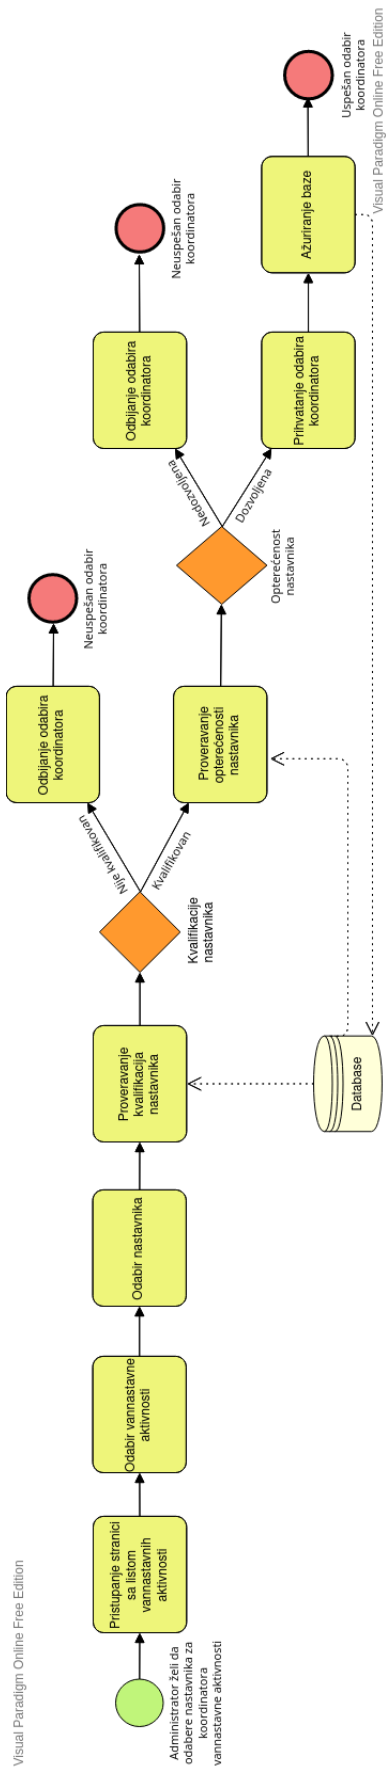 Visual Paradigm Online Free Edition
Administrator želi da
odabere nastavnika za
koordinatora
vannastavne aktivnosti
Pristupanje stranici
sa listom
vannastavnih
aktivnosti
Odabir vannastavne
aktivnosti
Odabir nastavnika
Proveravanje
kvalifikacija
nastavnika
Kvalifikacije
nastavnika
Nije kvalifikovan
Kvalifikovan
Odbijanje odabira
koordinatora
Neuspešan odabir
koordinatora
Proveravanje
opterećenosti
nastavnika
Opterećenost
nastavnika
Nedozvoljena
Dozvoljena
Odbijanje odabira
koordinatora
Neuspešan odabir
koordinatora
Prihvatanje odabira
koordinatora
Ažuriranje baze
Uspešan odabir
koordinatora
Database
Visual Paradigm Online Free Edition